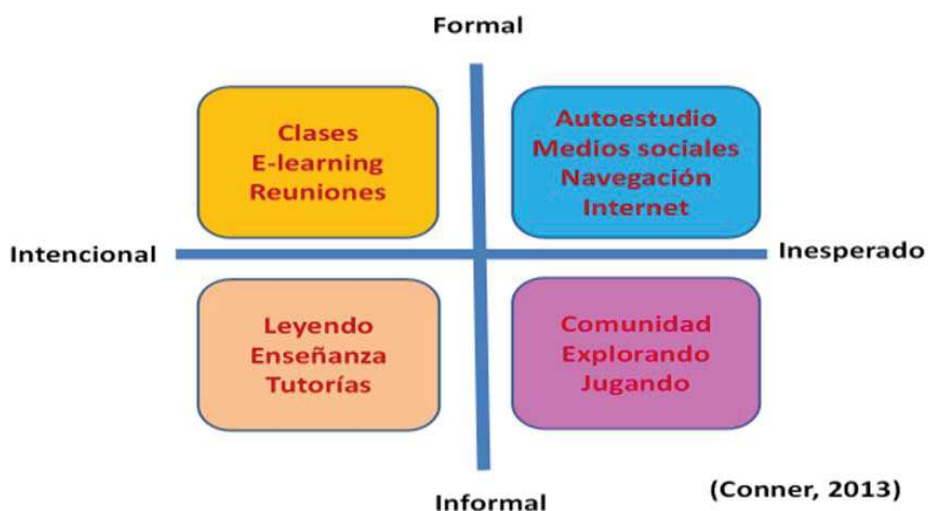 Formal
Clases
E-learning
Reuniones
Autoestudio
Medios sociales
Navegación
Internet
Intencional
Inesperado
Leyendo
Enseñanza
Tutorías
Comunidad
Explorando
Jugando
Informal
(Conner, 2013)